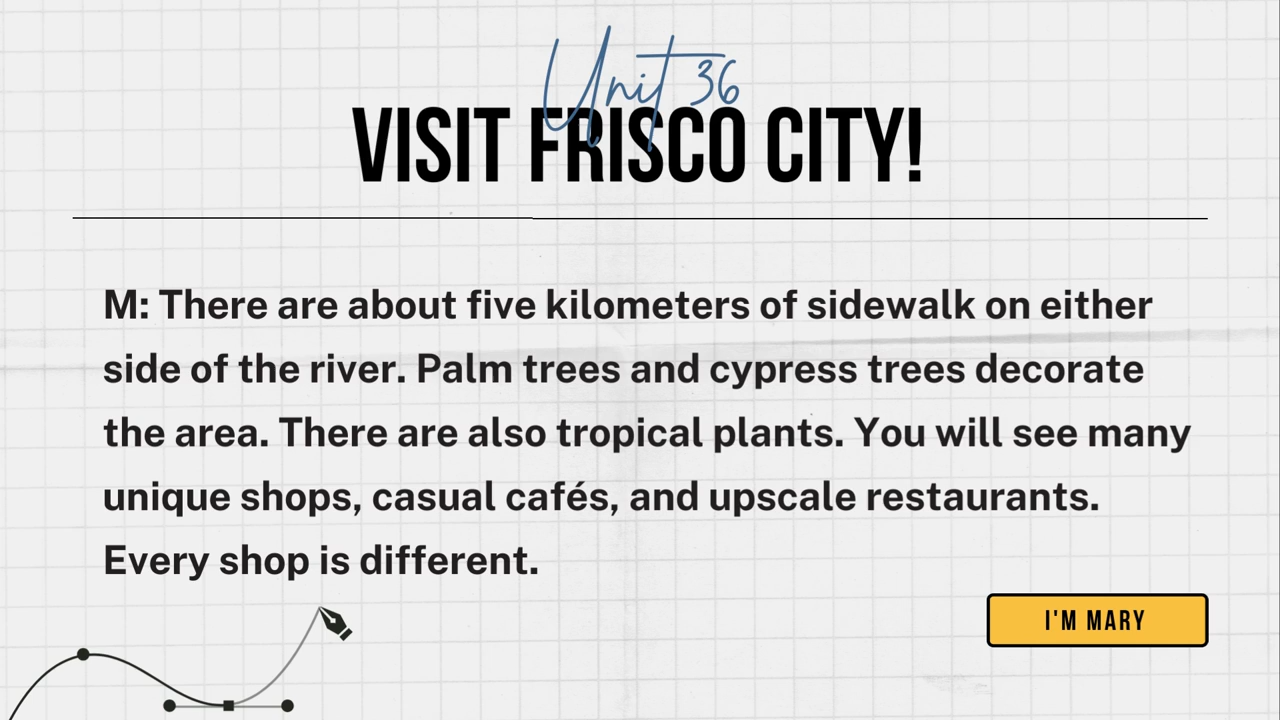 Unit 36
VISIT FRISCO CITY!
M: There are about five kilometers of sidewalk on either
side of the river. Palm trees and cypress trees decorate
the area. There are also tropical plants. You will see many
unique shops, casual cafés, and upscale restaurants.
Every shop is different.
I'M MARY